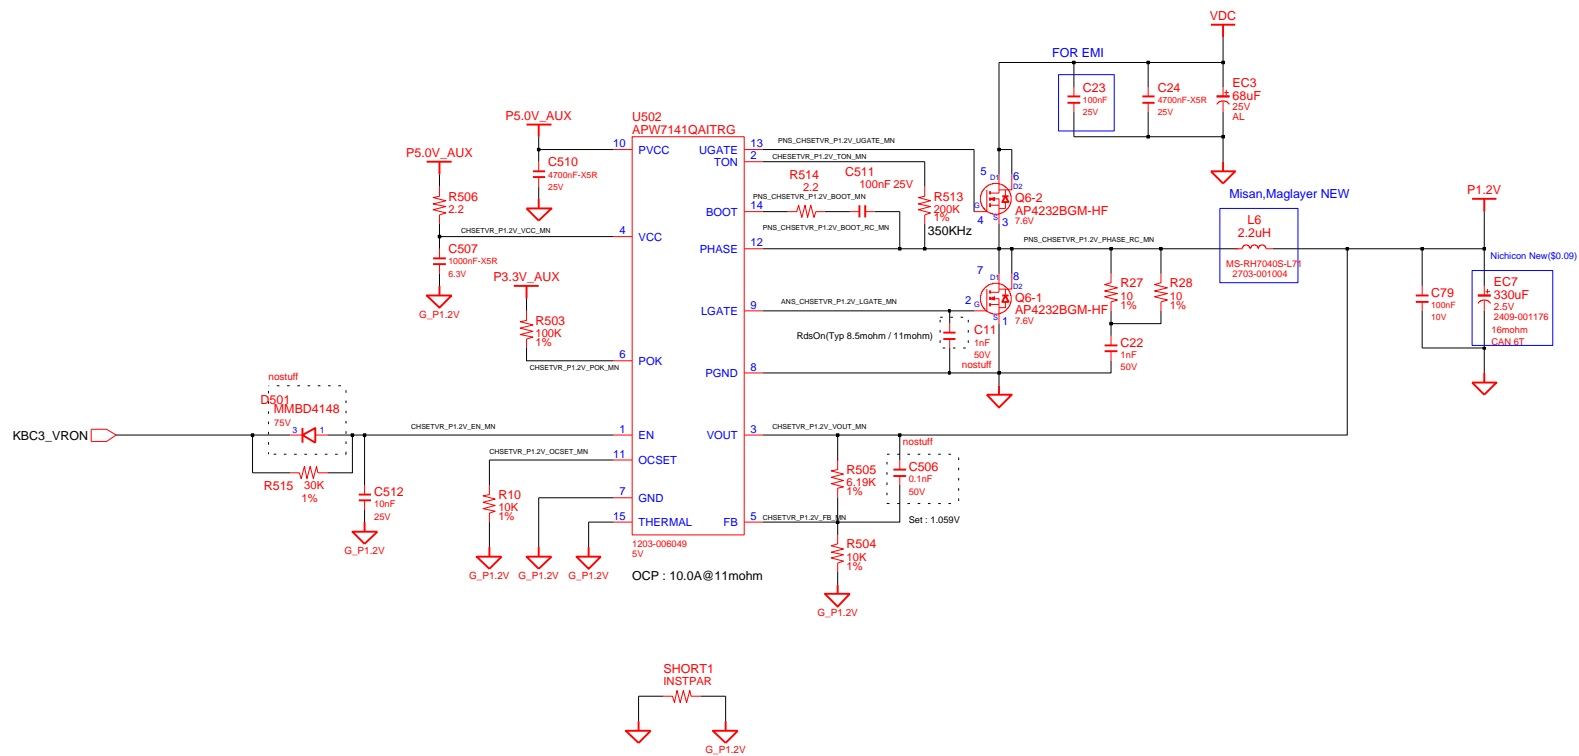 VDC
FOR EMI
C23
100nF
25V
C24
4700nF-X5R
25V
EC3
68uF
25V
AL
P5.0V_AUX
U502
APW7141QAITRG
10 PVCC
UGATE 13
PNS_CHSETVR_P1.2V_UGATE_MN
TON 2
CHESETVR_P1.2V_TON_MN
P5.0V_AUX
C510
4700nF-X5R
25V
R506
2.2
R514
2.2
C511
100nF 25V
R513
200K
1%
350KHz
5
6
D1
D2
G
S
4
3
Q6-2
AP4232BGM-HF
7.6V
Misan,Maglayer NEW
P1.2V
BOOT 14
PNS_CHSETVR_P1.2V_BOOT_MN
PNS_CHSETVR_P1.2V_BOOT_RC_MN
L6
2.2uH
MS-RH7040S-L71
2703-001004
CHSETVR_P1.2V_VCC_MN
4 VCC
PHASE 12
PNS_CHSETVR_P1.2V_PHASE_RC_MN
C507
1000nF-X5R
6.3V
G_P1.2V
Nichicon New($0.09)
P3.3V_AUX
7
8
D1
D2
G
S
2
1
Q6-1
AP4232BGM-HF
7.6V
R27
10
1%
R28
10
1%
C79
100nF
10V
EC7
330uF
2.5V
2409-001176
16mohm
CAN 6T
LGATE 9
ANS_CHSETVR_P1.2V_LGATE_MN
R503
100K
1%
RdsOn(Typ 8.5mohm / 11mohm)
C11
1nF
50V
nostuff
C22
1nF
50V
6 POK
CHSETVR_P1.2V_POK_MN
PGND 8
nostuff
D501
MMBD4148
75V
3
1
KBC3_VRON
CHSETVR_P1.2V_EN_MN
1 EN
VOUT 3
CHSETVR_P1.2V_VOUT_MN
nostuff
CHSETVR_P1.2V_OCSET_MN
11 OCSET
R515
30K
1%
C512
10nF
25V
G_P1.2V
R10
10K
1%
R505
6.19K
1%
C506
0.1nF
50V
7 GND
15 THERMAL
FB 5
CHSETVR_P1.2V_FB_MN
Set : 1.059V
1203-006049
5V
R504
10K
1%
G_P1.2V
G_P1.2V
G_P1.2V
OCP : 10.0A@11mohm
G_P1.2V
SHORT1
INSTPAR
G_P1.2V